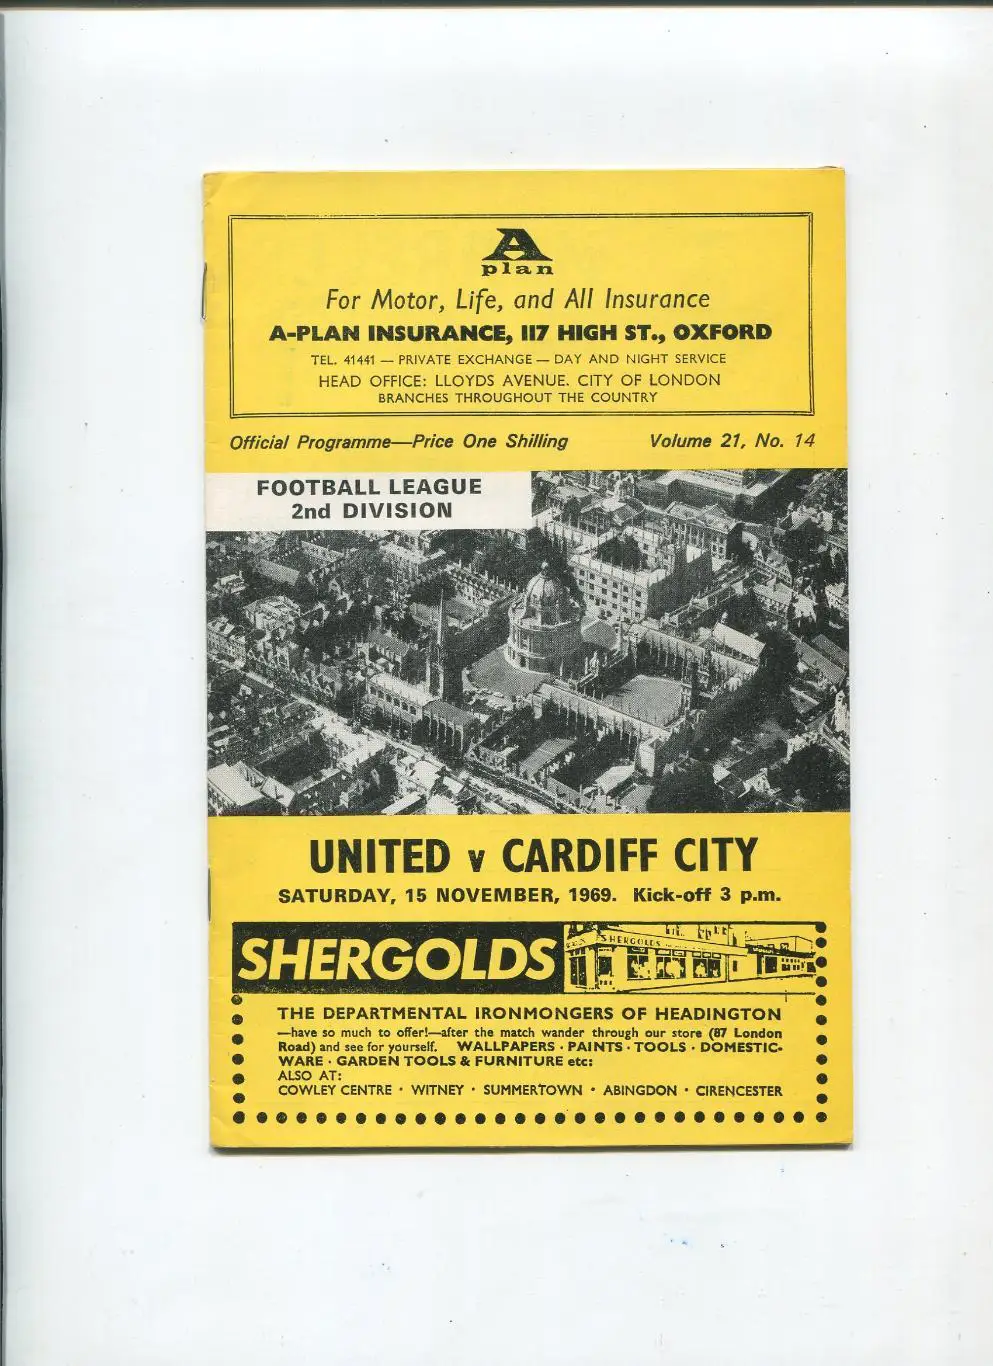 A
plan
For Motor, Life, and All Insurance
A-PLAN INSURANCE, 117 HIGH ST., OXFORD
TEL. 41441 — PRIVATE EXCHANGE — DAY AND NIGHT SERVICE
HEAD OFFICE: LLOYDS AVENUE. CITY OF LONDON
BRANCHES THROUGHOUT THE COUNTRY
Official Programme—Price One Shilling Volume 21, No. 14
FOOTBALL LEAGUE
2nd DIVISION
UNITED v CARDIFF CITY
SATURDAY, 15 NOVEMBER, 1969. Kick-off 3 p.m.
SHERGOLDS
SHERGOLDS
THE DEPARTMENTAL IRONMONGERS OF HEADINGTON
—have so much to offer!—after the match wander through our store (87 London
Road) and see for yourself. WALLPAPERS · PAINTS · TOOLS · DOMESTIC-
WARE · GARDEN TOOLS & FURNITURE etc:
ALSO AT:
COWLEY CENTRE · WITNEY · SUMMERTOWN · ABINGDON · CIRENCESTER